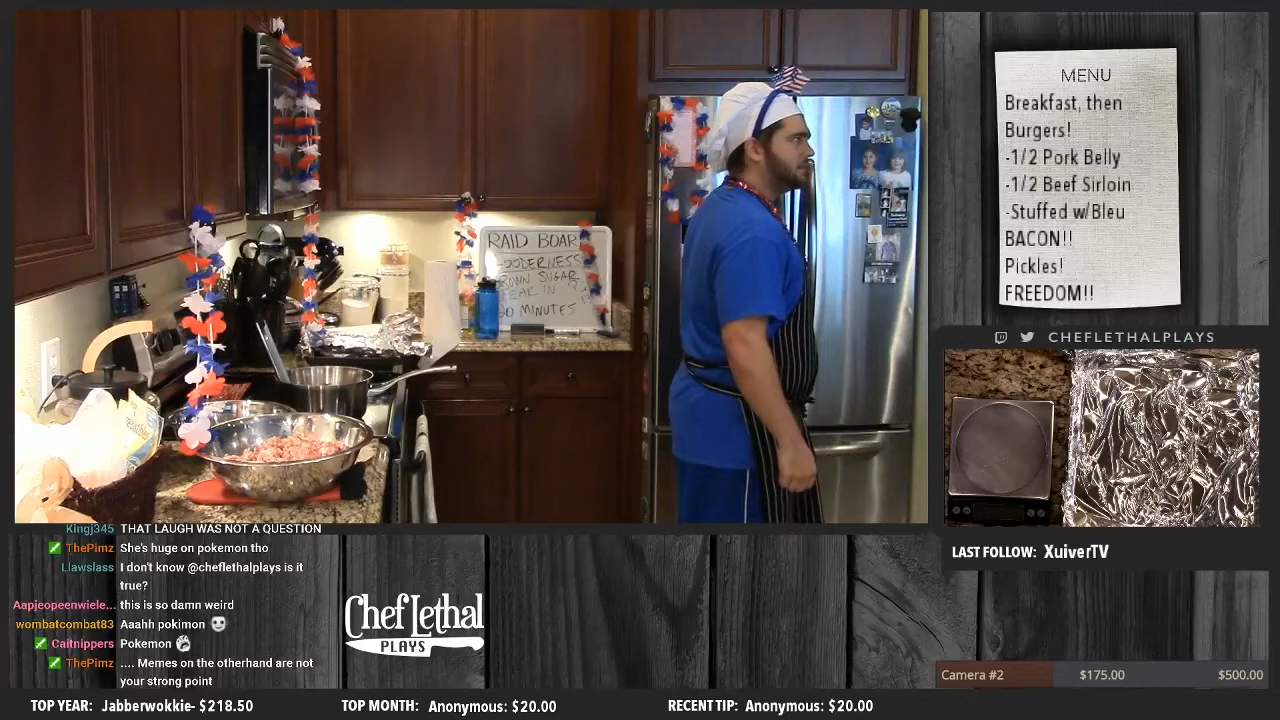 RAID BOARD
BROWN SUGAR
MINUTES
MENU
Breakfast, then
Burgers!
-1/2 Pork Belly
-1/2 Beef Sirloin
-Stuffed w/Bleu
BACON!!
Pickles!
FREEDOM!!
CHEFLETHALPLAYS
LAST FOLLOW: XuiverTV
Kingj345 THAT LAUGH WAS NOT A QUESTION
ThePimz She's huge on pokemon tho
Llawslass I don't know @cheflethalplays is it
true?
Aapjeopeenwiele... this is so damn weird
wombatcombat83 Aaahh pokimon
Caitnippers Pokemon
ThePimz .... Memes on the otherhand are not
your strong point
Chef Lethal
PLAYS
Camera #2 $175.00 $500.00
TOP YEAR: Jabberwokkie- $218.50 TOP MONTH: Anonymous: $20.00 RECENT TIP: Anonymous: $20.00